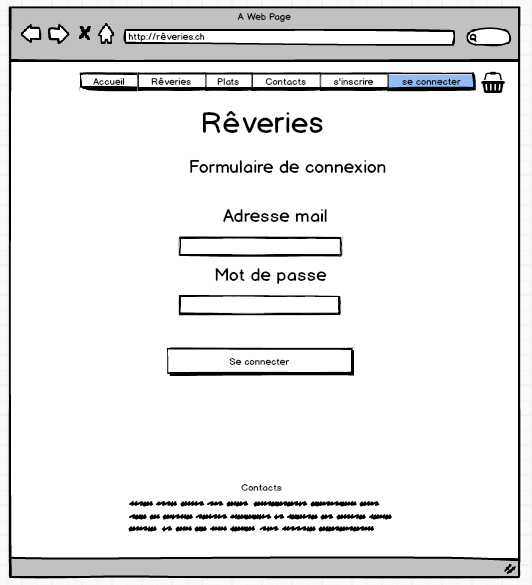 A Web Page
http://rêveries.ch
Accueil Rêveries Plats Contacts s'inscrire se connecter
Rêveries
Formulaire de connexion
Adresse mail
Mot de passe
Se connecter
Contacts